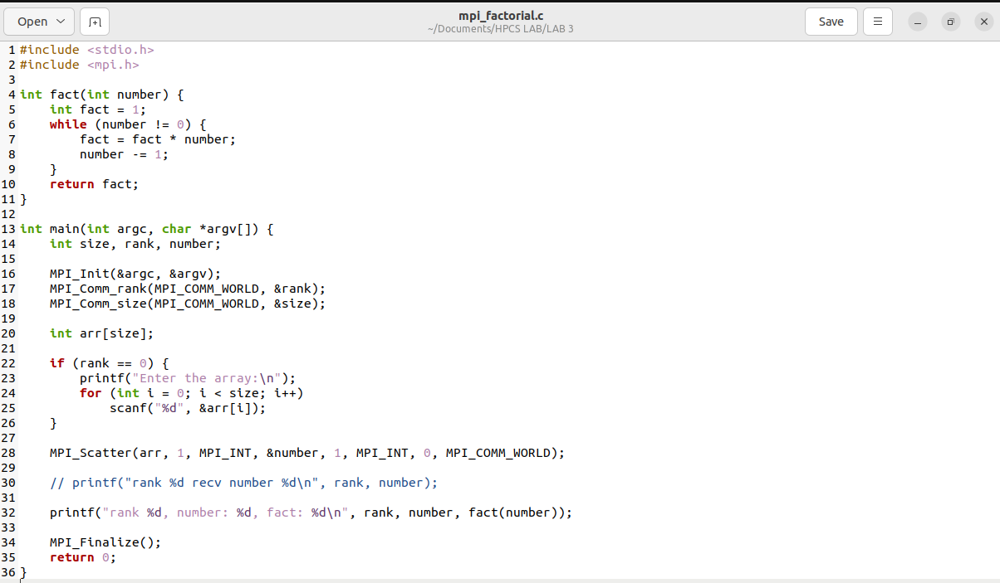 Open
mpi_factorial.c
~/Documents/HPCS LAB/LAB 3
Save
1 #include <stdio.h>
2 #include <mpi.h>
3
4 int fact(int number) {
5     int fact = 1;
6     while (number != 0) {
7         fact = fact * number;
8         number -= 1;
9     }
10     return fact;
11 }
12
13 int main(int argc, char *argv[]) {
14     int size, rank, number;
15
16     MPI_Init(&argc, &argv);
17     MPI_Comm_rank(MPI_COMM_WORLD, &rank);
18     MPI_Comm_size(MPI_COMM_WORLD, &size);
19
20     int arr[size];
21
22     if (rank == 0) {
23         printf("Enter the array:\n");
24         for (int i = 0; i < size; i++)
25             scanf("%d", &arr[i]);
26     }
27
28     MPI_Scatter(arr, 1, MPI_INT, &number, 1, MPI_INT, 0, MPI_COMM_WORLD);
29
30     // printf("rank %d recv number %d\n", rank, number);
31
32     printf("rank %d, number: %d, fact: %d\n", rank, number, fact(number));
33
34     MPI_Finalize();
35     return 0;
36 }